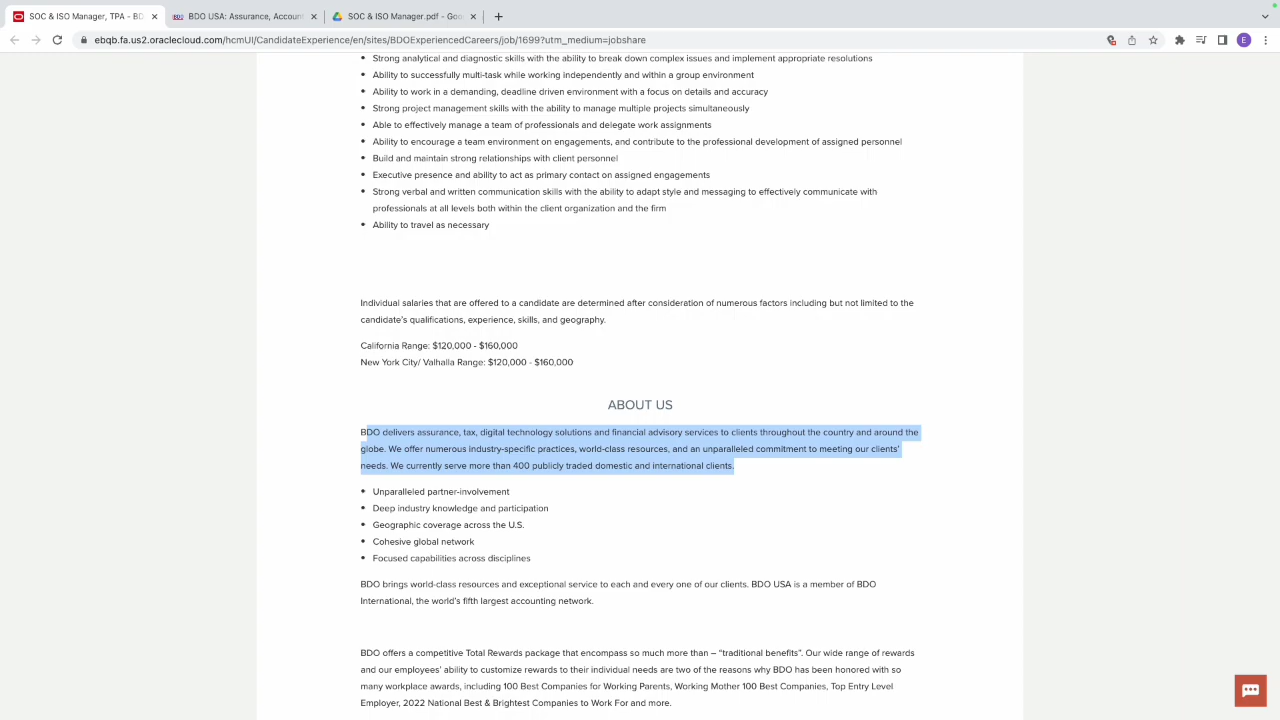 SOC & ISO Manager, TPA - BD
BDO USA: Assurance, Account
SOC & ISO Manager.pdf - Goo
ebqb.fa.us2.oraclecloud.com/hcmUI/CandidateExperience/en/sites/BDOExperiencedCareers/job/1699?utm_medium=jobshare
E
• Strong analytical and diagnostic skills with the ability to break down complex issues and implement appropriate resolutions
• Ability to successfully multi-task while working independently and within a group environment
• Ability to work in a demanding, deadline driven environment with a focus on details and accuracy
• Strong project management skills with the ability to manage multiple projects simultaneously
• Able to effectively manage a team of professionals and delegate work assignments
• Ability to encourage a team environment on engagements, and contribute to the professional development of assigned personnel
• Build and maintain strong relationships with client personnel
• Executive presence and ability to act as primary contact on assigned engagements
• Strong verbal and written communication skills with the ability to adapt style and messaging to effectively communicate with
professionals at all levels both within the client organization and the firm
• Ability to travel as necessary
Individual salaries that are offered to a candidate are determined after consideration of numerous factors including but not limited to the
candidate's qualifications, experience, skills, and geography.
California Range: $120,000 - $160,000
New York City/ Valhalla Range: $120,000 - $160,000
ABOUT US
BDO delivers assurance, tax, digital technology solutions and financial advisory services to clients throughout the country and around the
globe. We offer numerous industry-specific practices, world-class resources, and an unparalleled commitment to meeting our clients'
needs. We currently serve more than 400 publicly traded domestic and international clients.
• Unparalleled partner-involvement
• Deep industry knowledge and participation
• Geographic coverage across the U.S.
• Cohesive global network
• Focused capabilities across disciplines
BDO brings world-class resources and exceptional service to each and every one of our clients. BDO USA is a member of BDO
International, the world's fifth largest accounting network.
BDO offers a competitive Total Rewards package that encompass so much more than – “traditional benefits”. Our wide range of rewards
and our employees' ability to customize rewards to their individual needs are two of the reasons why BDO has been honored with so
many workplace awards, including 100 Best Companies for Working Parents, Working Mother 100 Best Companies, Top Entry Level
Employer, 2022 National Best & Brightest Companies to Work For and more.